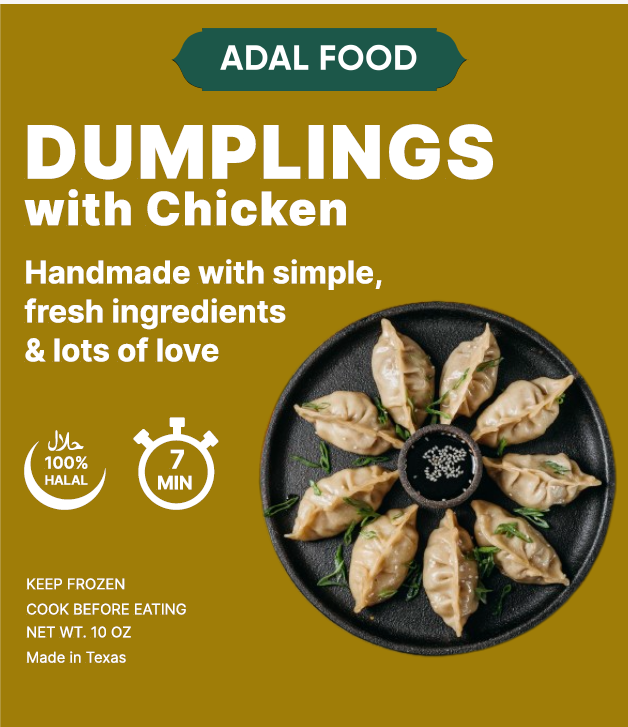 ADAL FOOD
DUMPLINGS
with Chicken
Handmade with simple,
fresh ingredients
& lots of love
حلال
100%
HALAL
7
MIN
KEEP FROZEN
COOK BEFORE EATING
NET WT. 10 OZ
Made in Texas